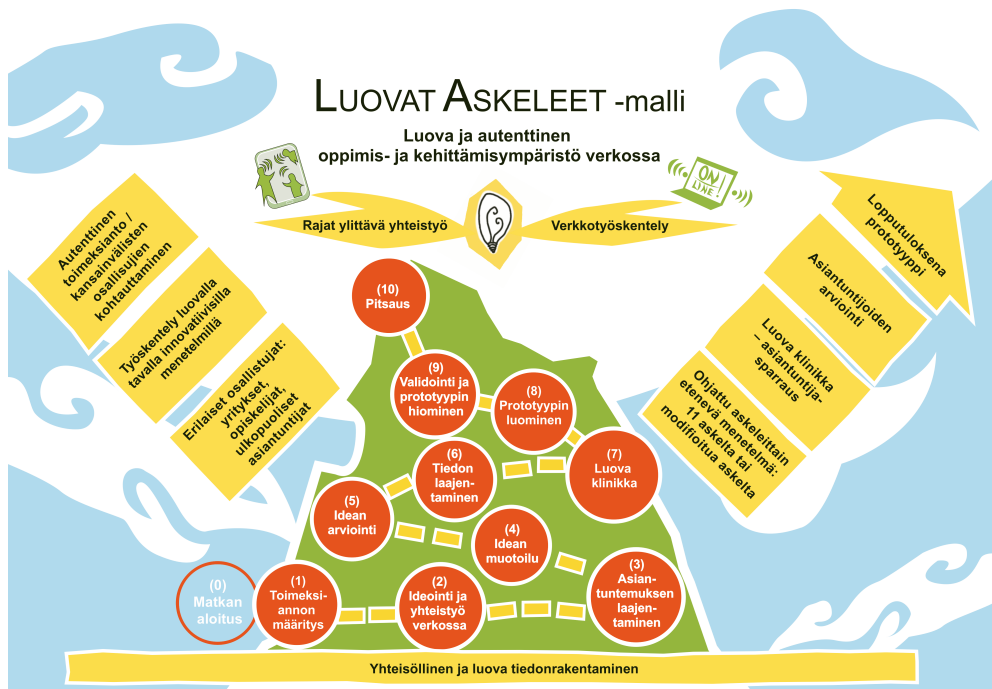 LUOVAT ASKELEET -malli
Luova ja autenttinen
oppimis- ja kehittämisympäristö verkossa
ON
LINE!
Rajat ylittävä yhteistyö
Verkkotyöskentely
Autenttinen
toimeksianto /
kansainvälisten
osallisujien
kohtauttaminen
Työskentely luovalla
tavalla innovatiivisilla
menetelmillä
Erilaiset osallistujat:
yritykset,
opiskelijat,
ulkopuoliset
asiantuntijat
Lopputuloksena
prototyyppi
Asiantuntijoiden
arviointi
Luova klinikka
– asiantuntija-
sparraus
Ohjattu askeleittain
etenevä menetelmä:
11 askelta tai
modifioitua askelta
(10)
Pitsaus
(9)
Validointi ja
prototyypin
hiominen
(8)
Prototyypin
luominen
(7)
Luova
klinikka
(6)
Tiedon
laajen-
taminen
(5)
Idean
arviointi
(4)
Idean
muotoilu
(3)
Asian-
tuntemuksen
laajen-
taminen
(2)
Ideointi ja
yhteistyö
verkossa
(1)
Toimeksi-
annon
määritys
(0)
Matkan
aloitus
Yhteisöllinen ja luova tiedonrakentaminen